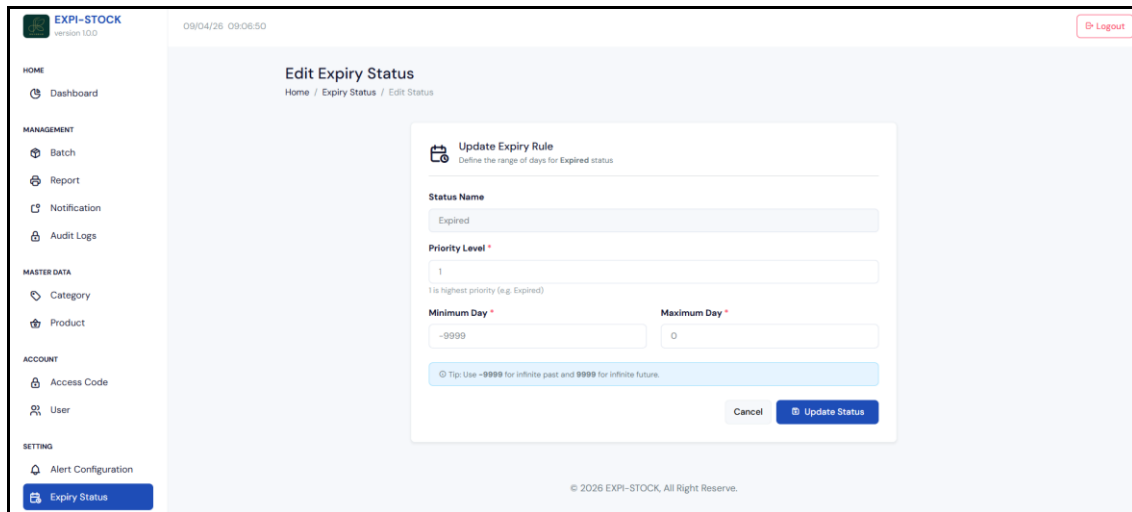 EXPI-STOCK
version 1.0.0
09/04/26 09:06:50
Logout
HOME
Dashboard
MANAGEMENT
Batch
Report
Notification
Audit Logs
MASTER DATA
Category
Product
ACCOUNT
Access Code
User
SETTING
Alert Configuration
Expiry Status
Edit Expiry Status
Home / Expiry Status / Edit Status
Update Expiry Rule
Define the range of days for Expired status
Status Name
Expired
Priority Level *
1
1 is highest priority (e.g. Expired)
Minimum Day * Maximum Day *
-9999 0
Tip: Use -9999 for infinite past and 9999 for infinite future.
Cancel Update Status
© 2026 EXPI-STOCK, All Right Reserve.